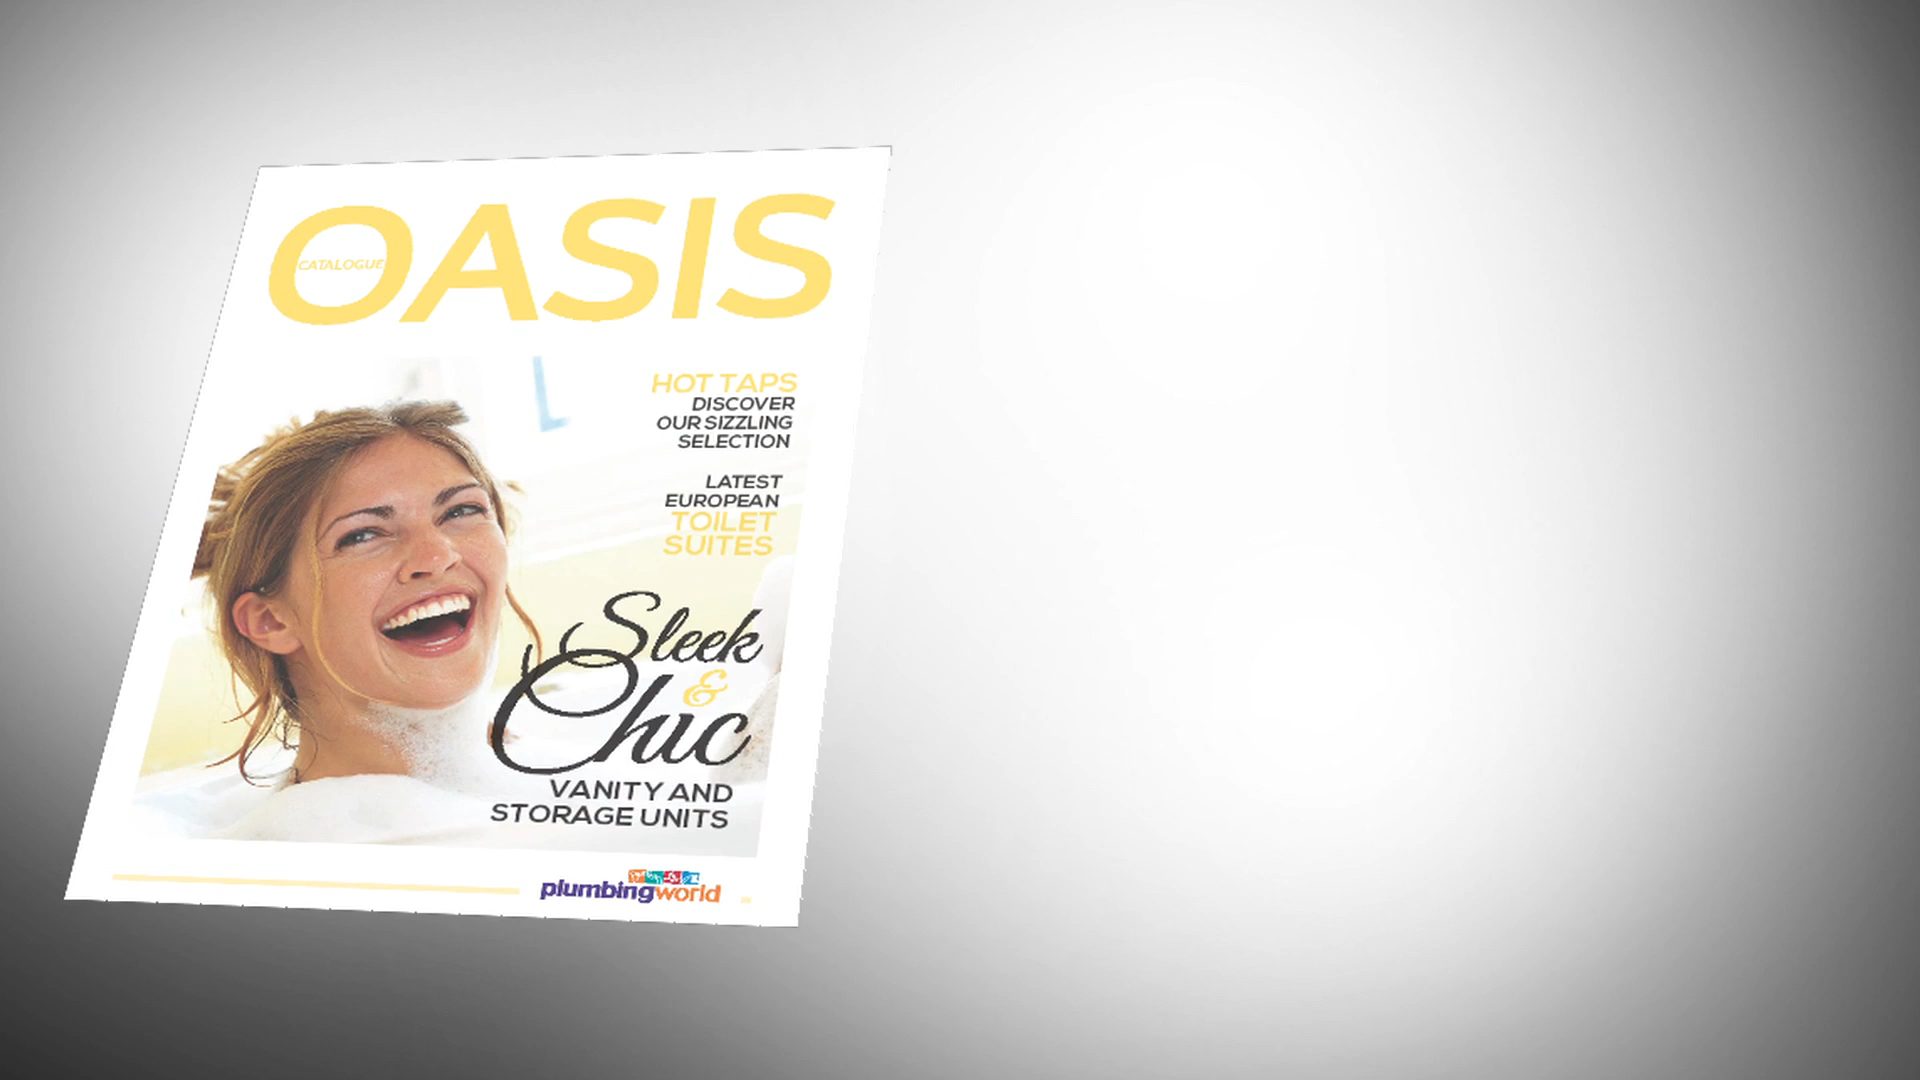 OASIS
CATALOGUE
HOT TAPS
DISCOVER
OUR SIZZLING
SELECTION
LATEST
EUROPEAN
TOILET
SUITES
Sleek
&
Chic
VANITY AND
STORAGE UNITS
plumbingworld